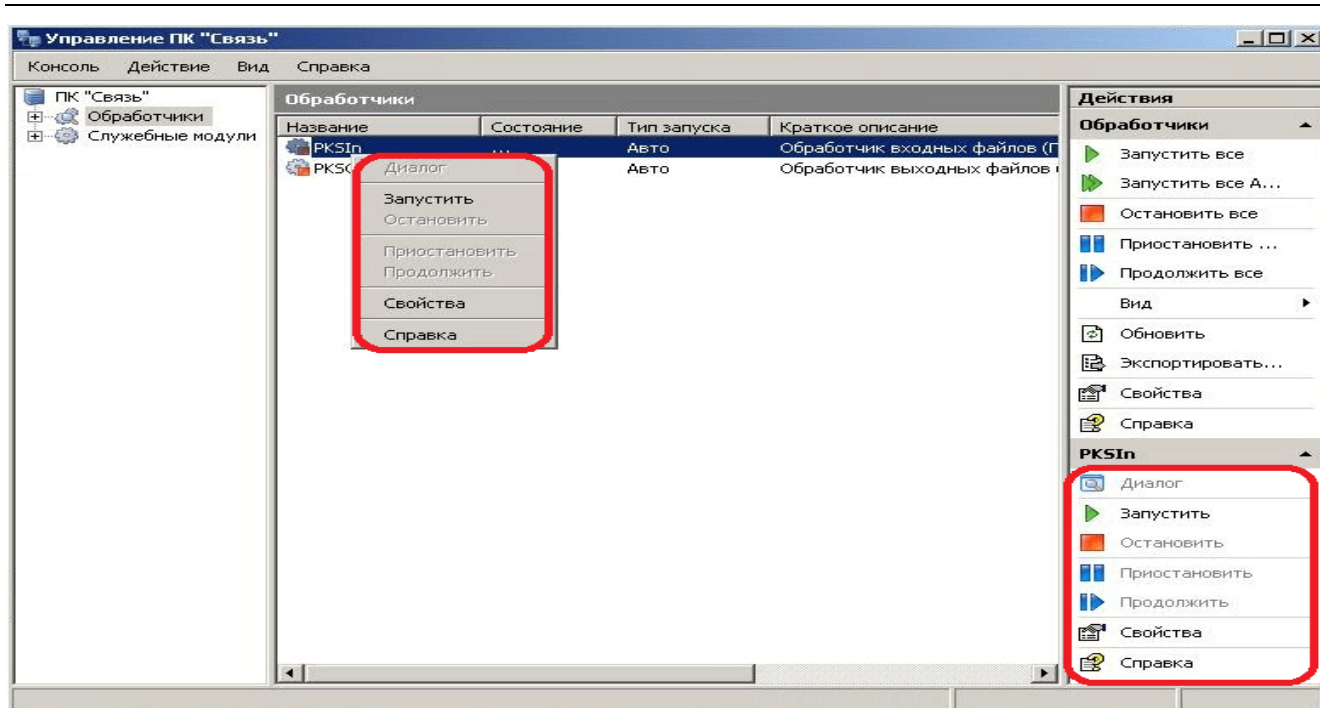 Управление ПК "Связь"
Консоль Действие Вид Справка
ПК "Связь"
Обработчики
Служебные модули
Обработчики
Название Состояние Тип запуска Краткое описание
PKSIn ... Авто Обработчик входных файлов (П
Авто Обработчик выходных файлов
Диалог
Запустить
Остановить
Приостановить
Продолжить
Свойства
Справка
Действия
Обработчики
Запустить все
Запустить все А...
Остановить все
Приостановить ...
Продолжить все
Вид
Обновить
Экспортировать...
Свойства
Справка
PKSIn
Диалог
Запустить
Остановить
Приостановить
Продолжить
Свойства
Справка